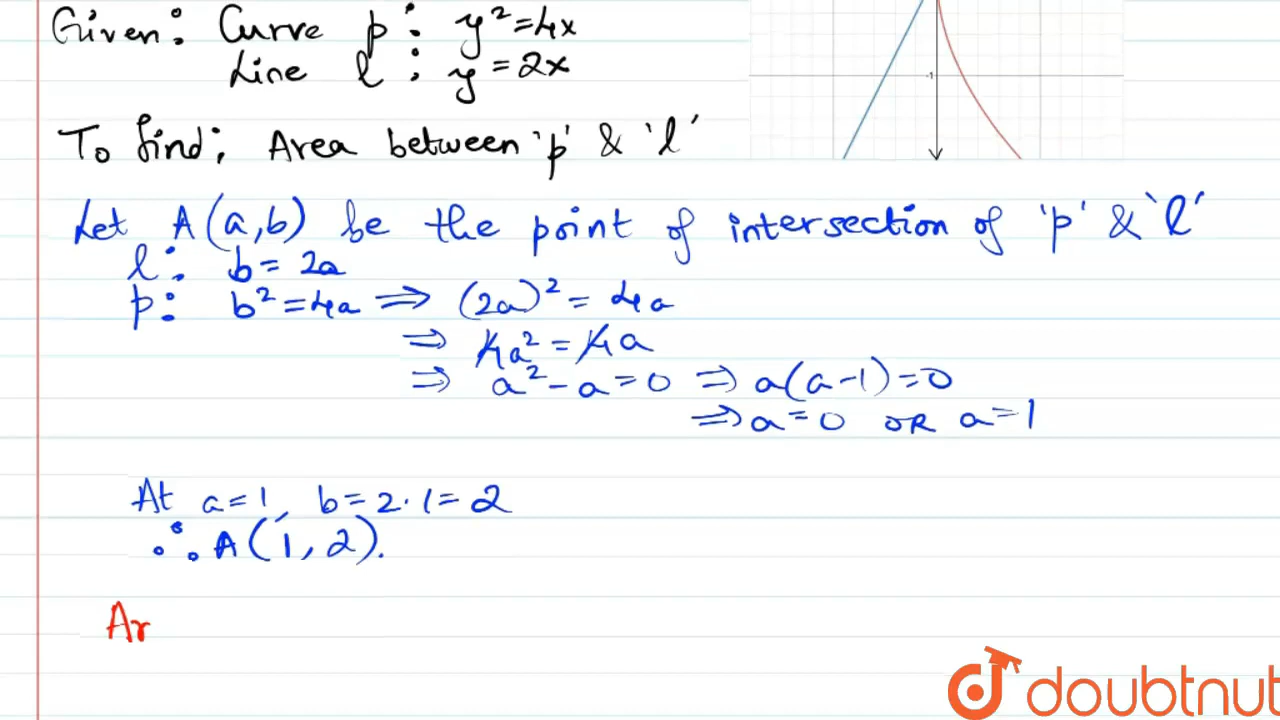 Given: Curve p : y² = 4x
Line l : y = 2x
-1
To find; Area between 'p' & 'l'
Let A(a,b) be the point of intersection of 'p' & 'l'
l: b = 2a
p: b² = 4a ⇒ (2a)² = 4a
⇒ 4a² = 4a
⇒ a² - a = 0 ⇒ a(a-1) = 0
⇒ a = 0 OR a = 1
At a = 1, b = 2·1 = 2
∴ A(1, 2).
Ar
doubtnut